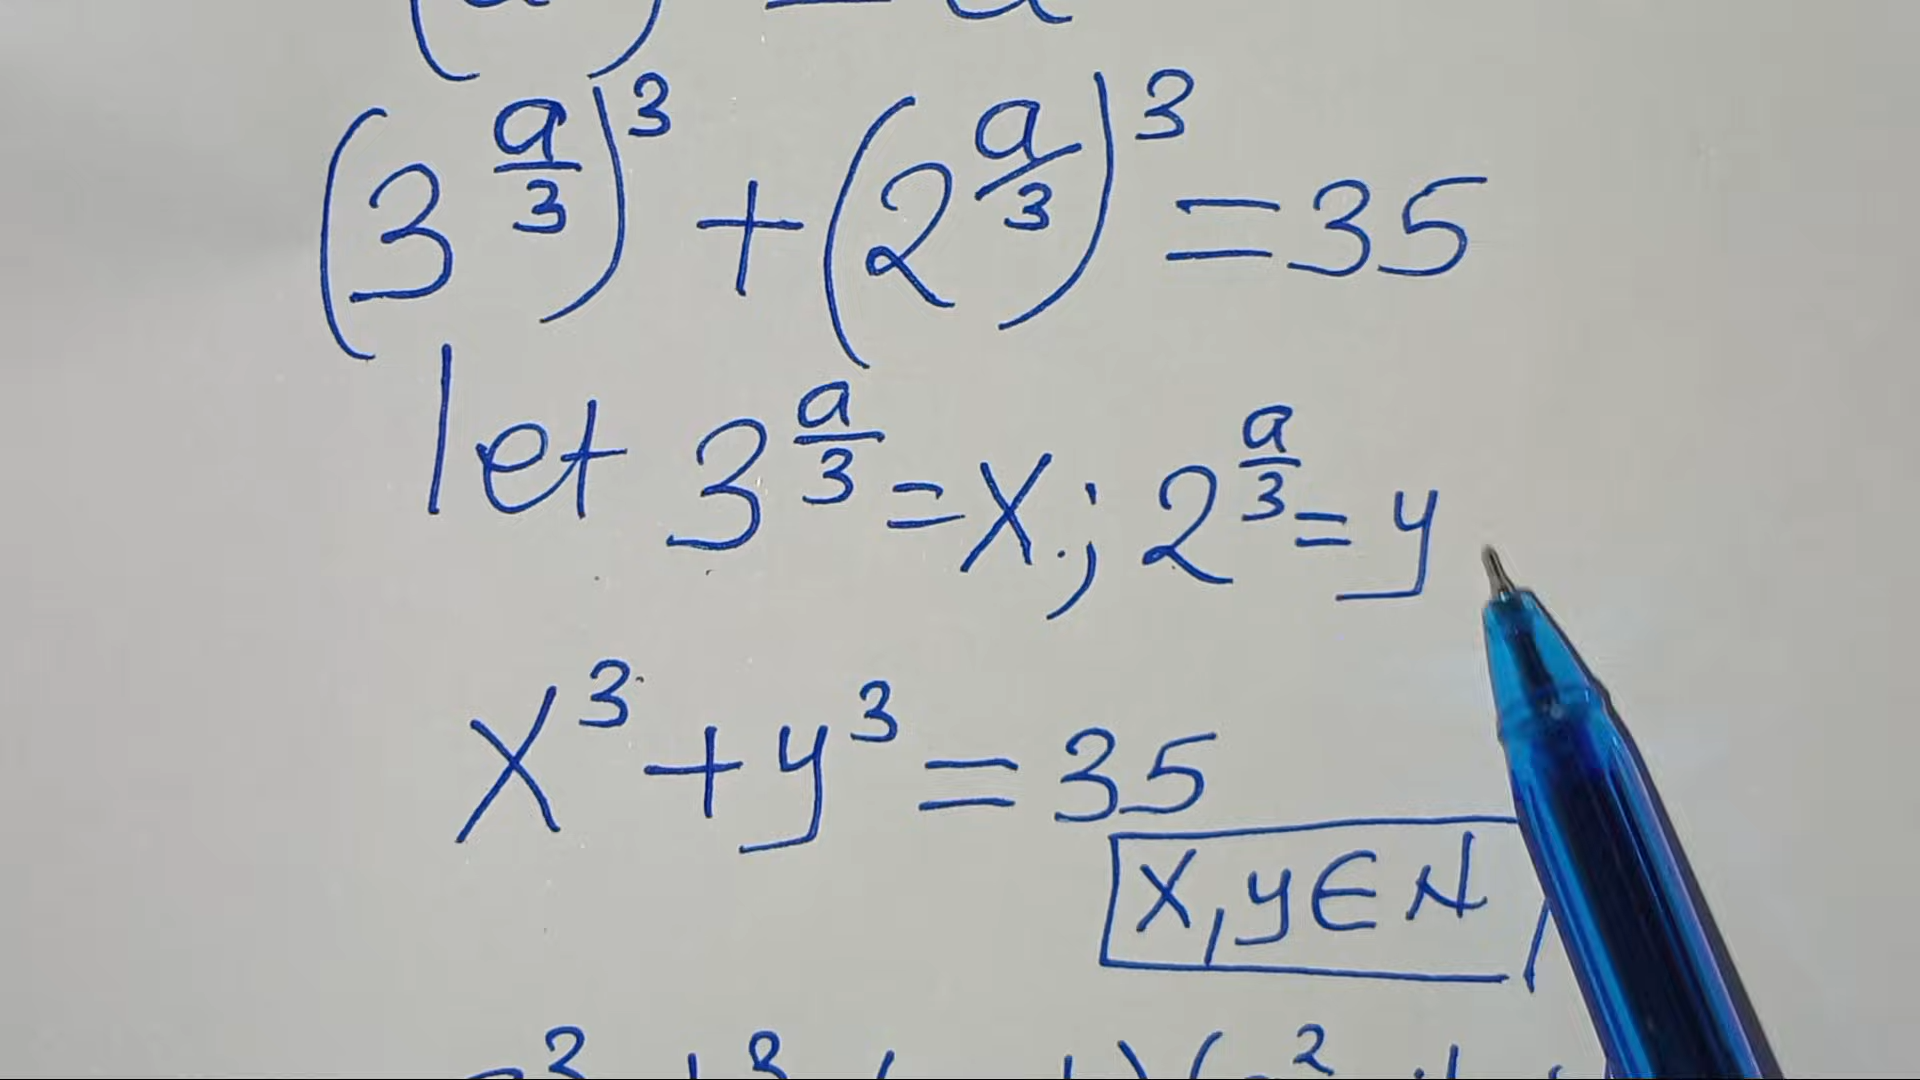 (3^(a/3))^3 + (2^(a/3))^3 = 35
let 3^(a/3) = x ; 2^(a/3) = y
x^3 + y^3 = 35
x, y ∈ N